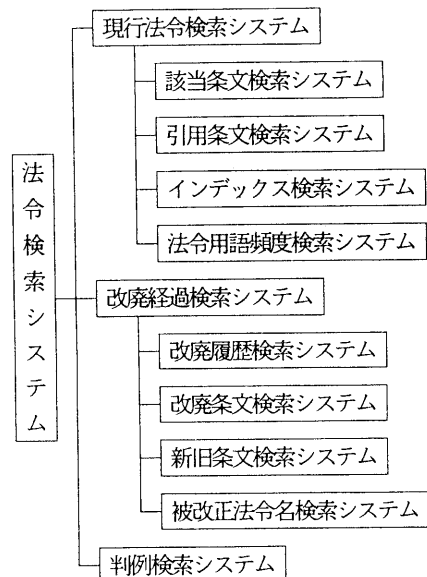 法令検索システム
現行法令検索システム
該当条文検索システム
引用条文検索システム
インデックス検索システム
法令用語頻度検索システム
改廃経過検索システム
改廃履歴検索システム
改廃条文検索システム
新旧条文検索システム
被改正法令名検索システム
判例検索システム